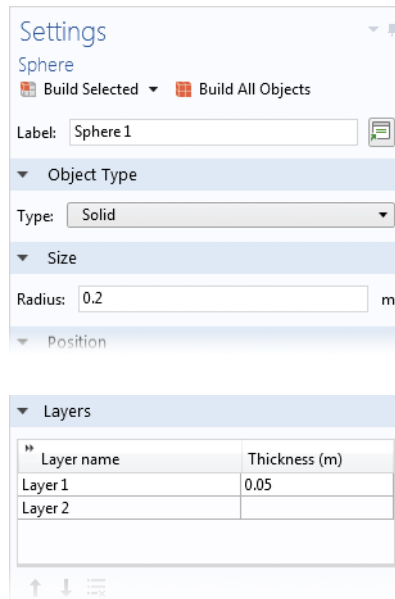 Settings
Sphere
Build Selected Build All Objects
Label: Sphere 1
Object Type
Type: Solid
Size
Radius: 0.2 m
Position
Layers
Layer name Thickness (m)
Layer 1 0.05
Layer 2